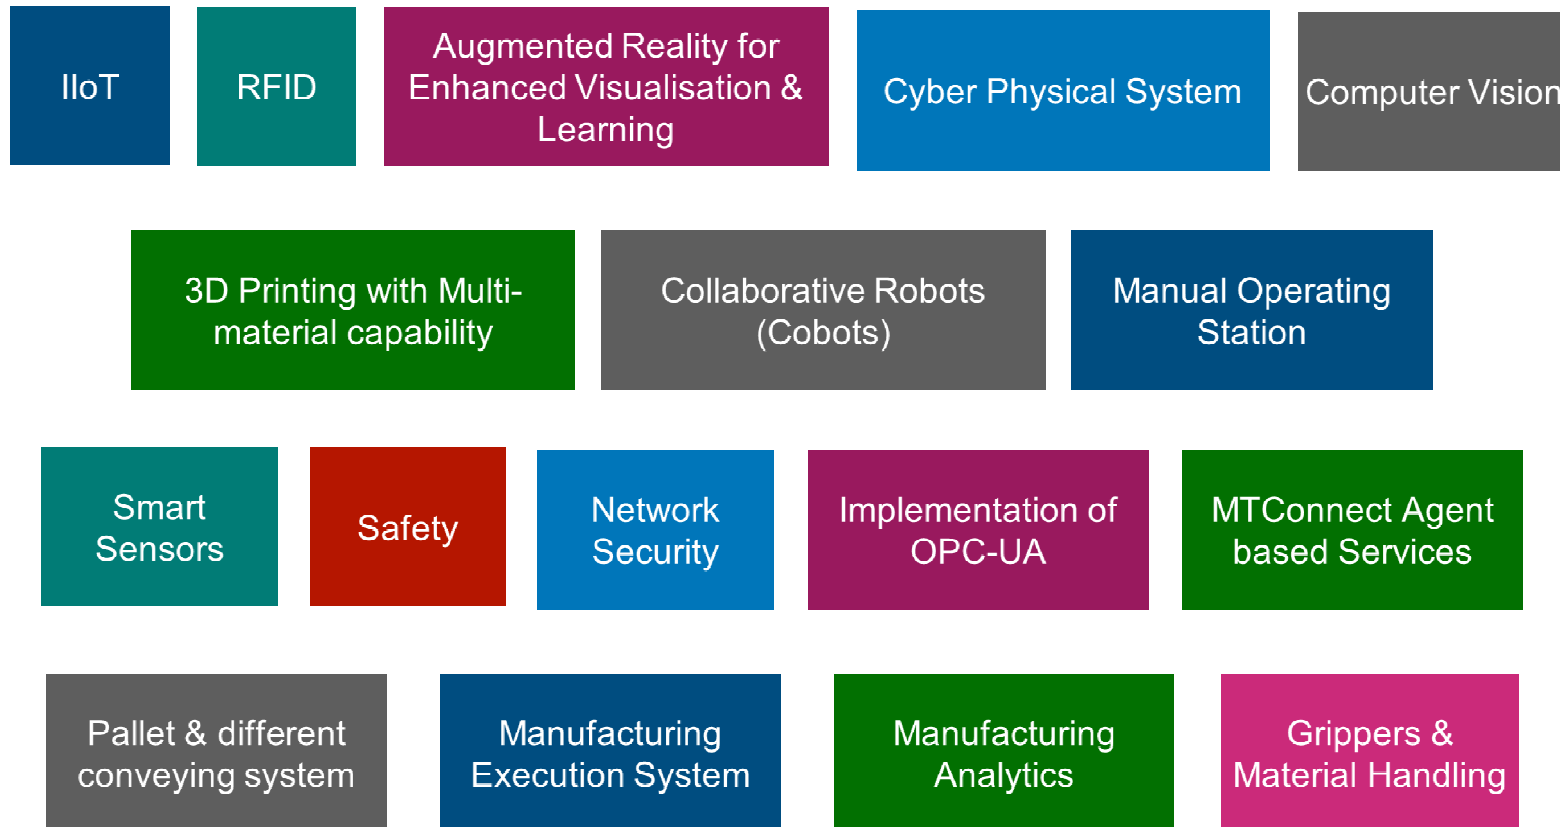 IIoT
RFID
Augmented Reality for
Enhanced Visualisation &
Learning
Cyber Physical System
Computer Vision
3D Printing with Multi-
material capability
Collaborative Robots
(Cobots)
Manual Operating
Station
Smart
Sensors
Safety
Network
Security
Implementation of
OPC-UA
MTConnect Agent
based Services
Pallet & different
conveying system
Manufacturing
Execution System
Manufacturing
Analytics
Grippers &
Material Handling